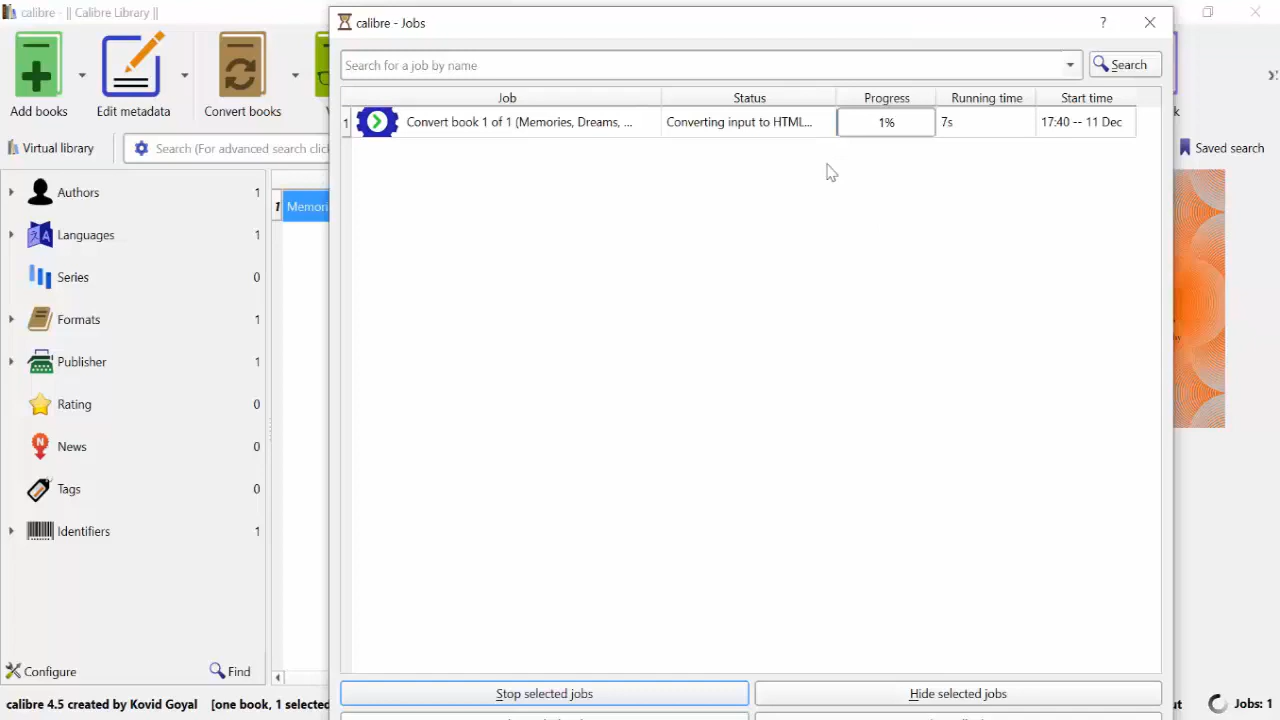 calibre - || Calibre Library ||
calibre - Jobs
?
Add books
Edit metadata
Convert books
Search for a job by name
Search
Job Status Progress Running time Start time
1 Convert book 1 of 1 (Memories, Dreams, ... Converting input to HTML... 1% 7s 17:40 -- 11 Dec
Virtual library
Search (For advanced search click
Saved search
Authors 1
Languages 1
1 Memori
Series 0
Formats 1
Publisher 1
Rating 0
News 0
Tags 0
Identifiers 1
Configure
Find
Stop selected jobs
Hide selected jobs
calibre 4.5 created by Kovid Goyal [one book, 1 selected
Jobs: 1